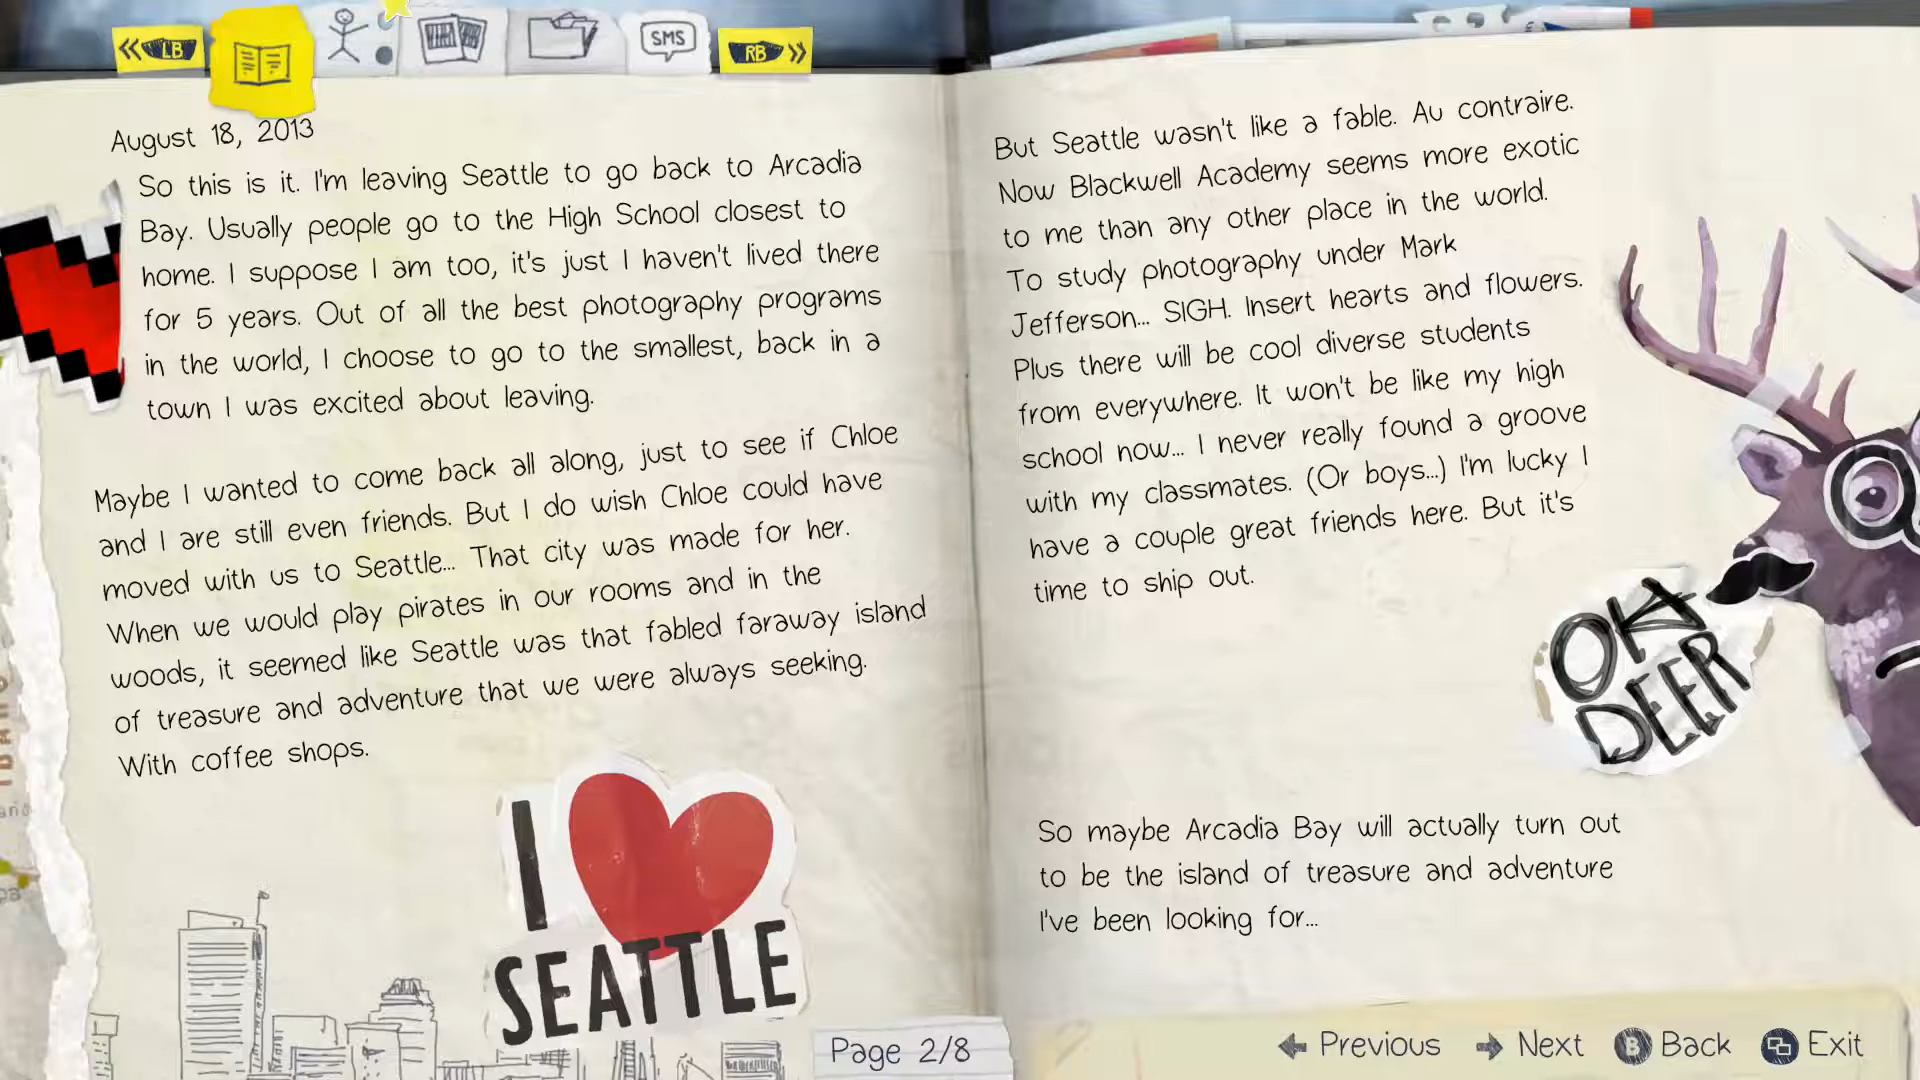 LB
SMS
RB
August 18, 2013
So this is it. I'm leaving Seattle to go back to Arcadia
Bay. Usually people go to the High School closest to
home. I suppose I am too, it's just I haven't lived there
for 5 years. Out of all the best photography programs
in the world, I choose to go to the smallest, back in a
town I was excited about leaving.
Maybe I wanted to come back all along, just to see if Chloe
and I are still even friends. But I do wish Chloe could have
moved with us to Seattle... That city was made for her.
When we would play pirates in our rooms and in the
woods, it seemed like Seattle was that fabled faraway island
of treasure and adventure that we were always seeking.
With coffee shops.
I
SEATTLE
Page 2/8
But Seattle wasn't like a fable. Au contraire.
Now Blackwell Academy seems more exotic
to me than any other place in the world.
To study photography under Mark
Jefferson... SIGH. Insert hearts and flowers.
Plus there will be cool diverse students
from everywhere. It won't be like my high
school now... I never really found a groove
with my classmates. (Or boys...) I'm lucky I
have a couple great friends here. But it's
time to ship out.
OH
DEER
So maybe Arcadia Bay will actually turn out
to be the island of treasure and adventure
I've been looking for...
Previous
Next
B Back
Exit